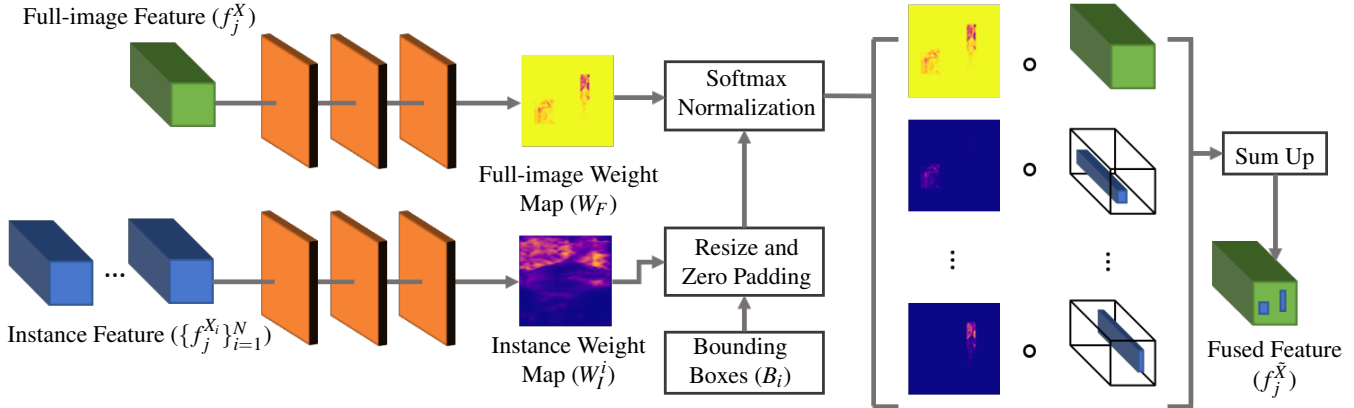 Full-image Feature ($f_j^X$)
Softmax
Normalization
Full-image Weight
Map ($W_F$)
Sum Up
...
Resize and
Zero Padding
⋮
⋮
Instance Feature ($\{f_j^{X_i}\}_{i=1}^N$)
Instance Weight
Map ($W_I^i$)
Bounding
Boxes ($B_i$)
Fused Feature
($f_j^{\tilde{X}}$)